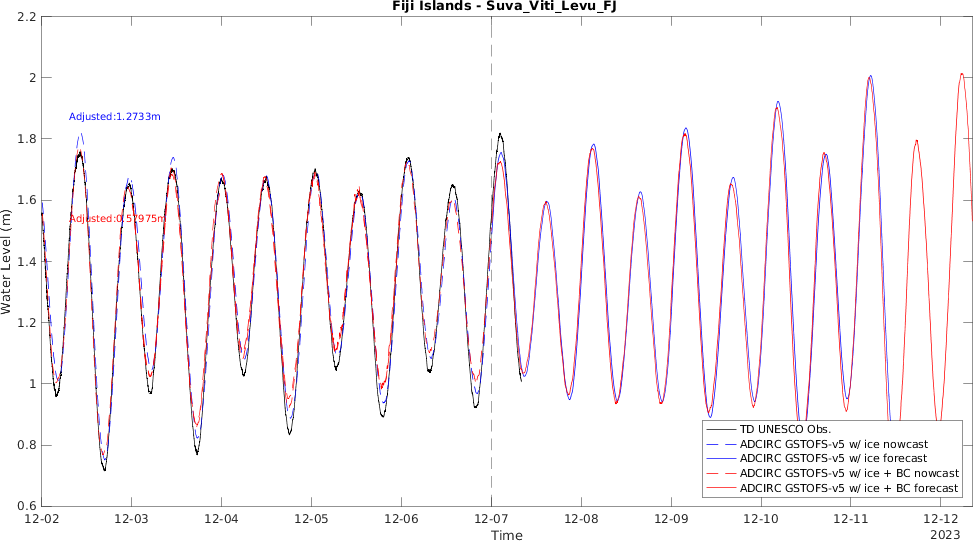 Fiji Islands - Suva_Viti_Levu_FJ
2.2
2
1.8
1.6
1.4
1.2
1
0.8
0.6
Water Level (m)
Adjusted:1.2733m
Adjusted:0.57975m
TD UNESCO Obs.
ADCIRC GSTOFS-v5 w/ ice nowcast
ADCIRC GSTOFS-v5 w/ ice forecast
ADCIRC GSTOFS-v5 w/ ice + BC nowcast
ADCIRC GSTOFS-v5 w/ ice + BC forecast
12-02 12-03 12-04 12-05 12-06 12-07 12-08 12-09 12-10 12-11 12-12
Time
2023